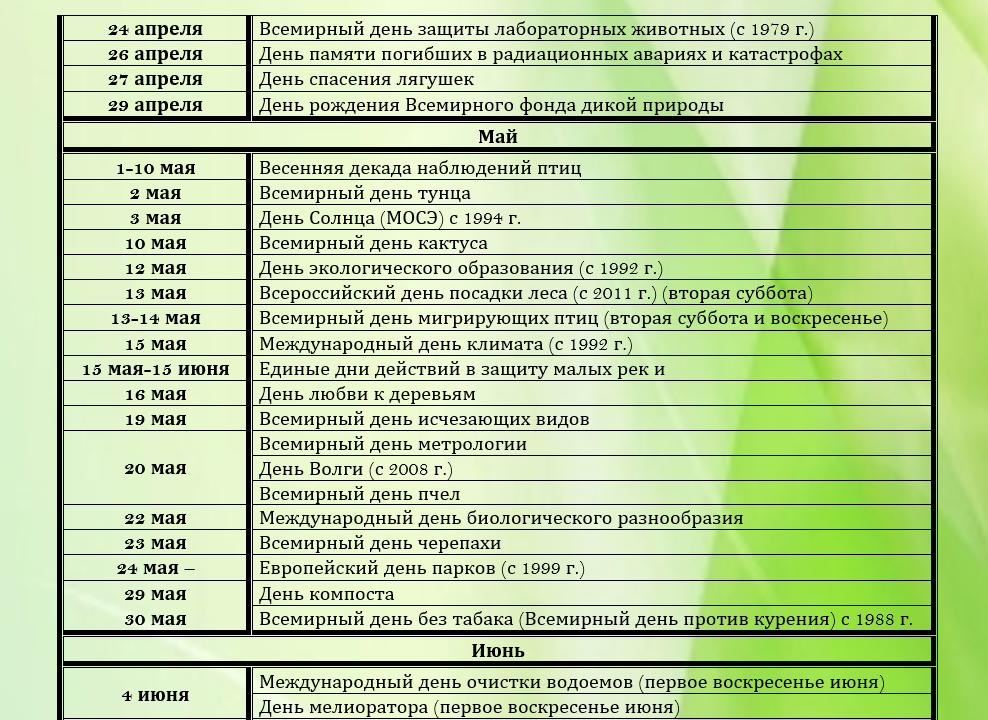 24 апреля Всемирный день защиты лабораторных животных (с 1979 г.)
26 апреля День памяти погибших в радиационных авариях и катастрофах
27 апреля День спасения лягушек
29 апреля День рождения Всемирного фонда дикой природы
Май
1-10 мая Весенняя декада наблюдений птиц
2 мая Всемирный день тунца
3 мая День Солнца (МОСЭ) с 1994 г.
10 мая Всемирный день кактуса
12 мая День экологического образования (с 1992 г.)
13 мая Всероссийский день посадки леса (с 2011 г.) (вторая суббота)
13-14 мая Всемирный день мигрирующих птиц (вторая суббота и воскресенье)
15 мая Международный день климата (с 1992 г.)
15 мая-15 июня Единые дни действий в защиту малых рек и
16 мая День любви к деревьям
19 мая Всемирный день исчезающих видов
20 мая Всемирный день метрологии
День Волги (с 2008 г.)
Всемирный день пчел
22 мая Международный день биологического разнообразия
23 мая Всемирный день черепахи
24 мая – Европейский день парков (с 1999 г.)
29 мая День компоста
30 мая Всемирный день без табака (Всемирный день против курения) с 1988 г.
Июнь
4 июня Международный день очистки водоемов (первое воскресенье июня)
День мелиоратора (первое воскресенье июня)